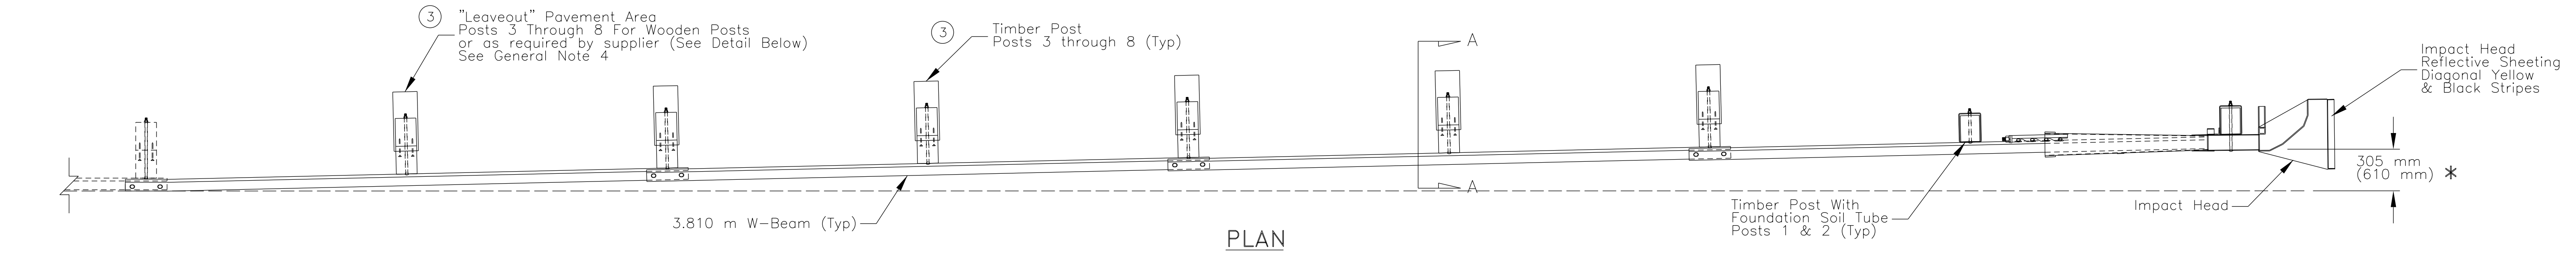 3
"Leaveout" Pavement Area
Posts 3 Through 8 For Wooden Posts
or as required by supplier (See Detail Below)
See General Note 4
3
Timber Post
Posts 3 through 8 (Typ)
A
A
Impact Head
Reflective Sheeting
Diagonal Yellow
& Black Stripes
305 mm
(610 mm) *
3.810 m W-Beam (Typ)
Timber Post With
Foundation Soil Tube
Posts 1 & 2 (Typ)
Impact Head
PLAN